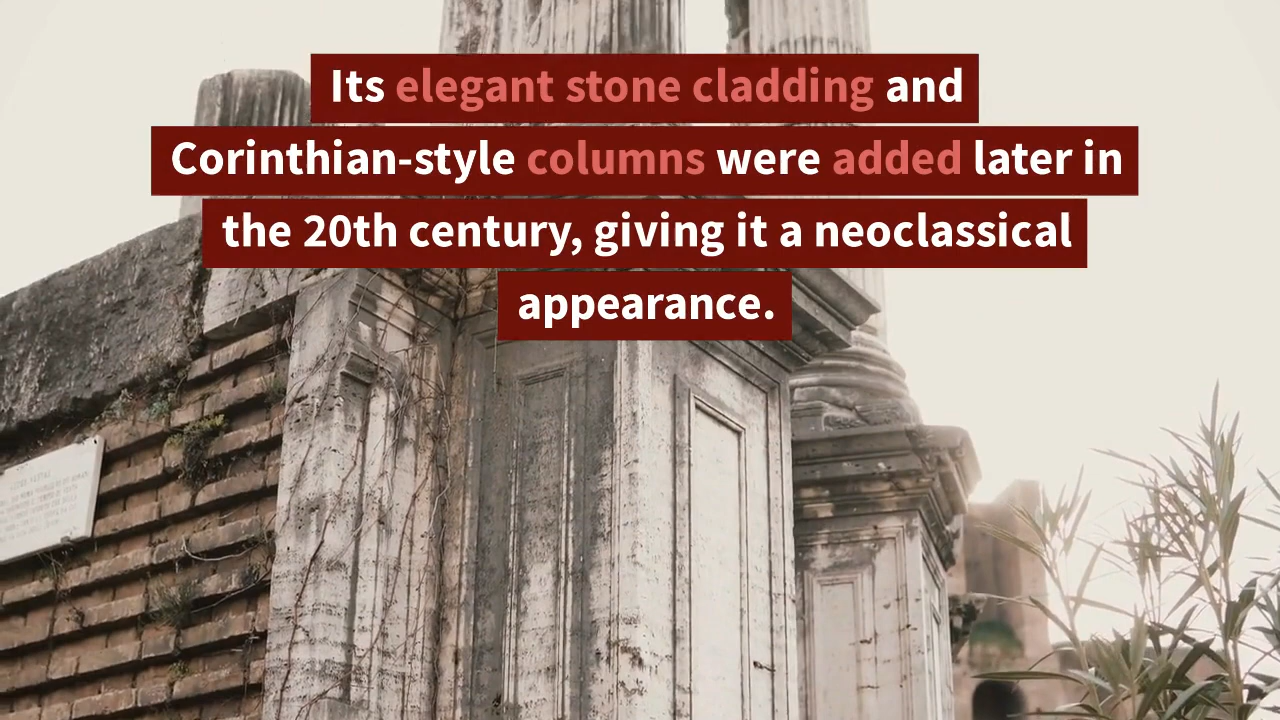 Its elegant stone cladding and
Corinthian-style columns were added later in
the 20th century, giving it a neoclassical
appearance.